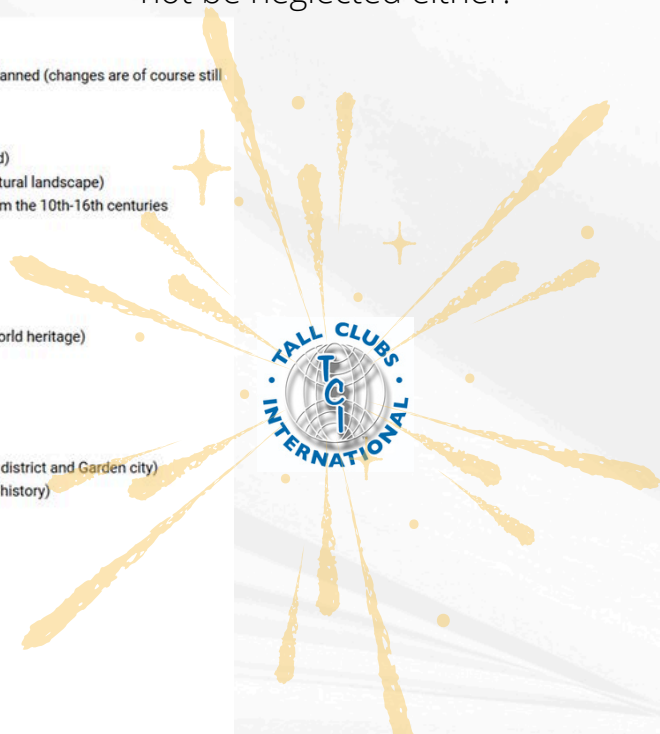 not be neglected either.
anned (changes are of course still
d)
tural landscape)
m the 10th-16th centuries
orld heritage)
TALL CLUBS
TCI
INTERNATIONAL
district and Garden city)
history)